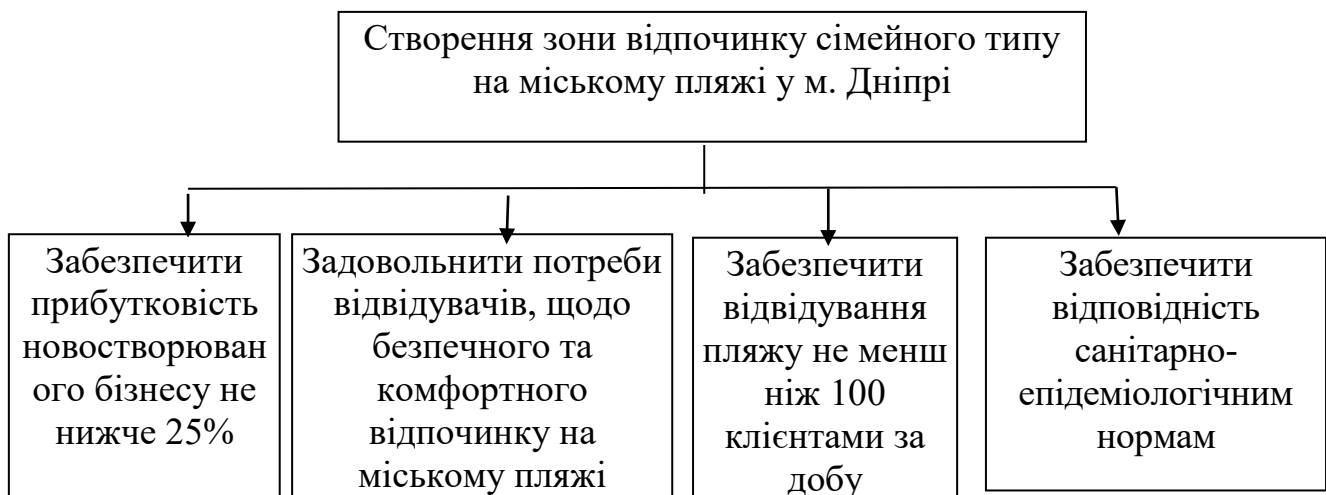 Створення зони відпочинку сімейного типу
на міському пляжі у м. Дніпрі
Забезпечити
прибутковість
новостворюван
ого бізнесу не
нижче 25%
Задовольнити потреби
відвідувачів, щодо
безпечного та
комфортного
відпочинку на
міському пляжі
Забезпечити
відвідування
пляжу не менш
ніж 100
клієнтами за
добу
Забезпечити
відповідність
санітарно-
епідеміологічним
нормам